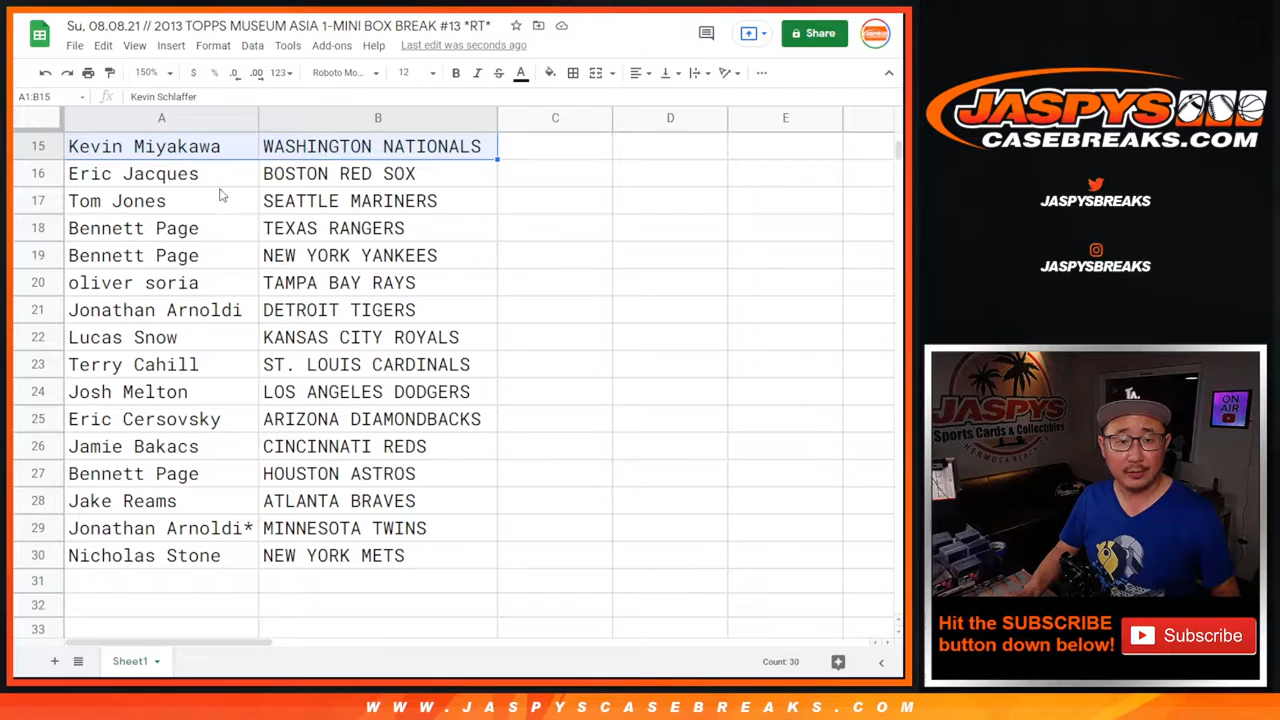 Su, 08.08.21 // 2013 TOPPS MUSEUM ASIA 1-MINI BOX BREAK #13 *RT*
File Edit View Insert Format Data Tools Add-ons Help Last edit was seconds ago
Share
150% $ % .0 .00 123 Roboto Mo... 12 B I S A
A1:B15 fx Kevin Schlaffer
A B C D E
15 Kevin Miyakawa WASHINGTON NATIONALS
16 Eric Jacques BOSTON RED SOX
17 Tom Jones SEATTLE MARINERS
18 Bennett Page TEXAS RANGERS
19 Bennett Page NEW YORK YANKEES
20 oliver soria TAMPA BAY RAYS
21 Jonathan Arnoldi DETROIT TIGERS
22 Lucas Snow KANSAS CITY ROYALS
23 Terry Cahill ST. LOUIS CARDINALS
24 Josh Melton LOS ANGELES DODGERS
25 Eric Cersovsky ARIZONA DIAMONDBACKS
26 Jamie Bakacs CINCINNATI REDS
27 Bennett Page HOUSTON ASTROS
28 Jake Reams ATLANTA BRAVES
29 Jonathan Arnoldi* MINNESOTA TWINS
30 Nicholas Stone NEW YORK METS
31
32
33
Sheet1
Count: 30
JASPYS
CASEBREAKS.COM
JASPYSBREAKS
JASPYSBREAKS
JASPYS
Sports Cards & Collectibles
HERMOSA BEACH
ON AIR
Hit the SUBSCRIBE
button down below!
Subscribe
WWW.JASPYSCASEBREAKS.COM